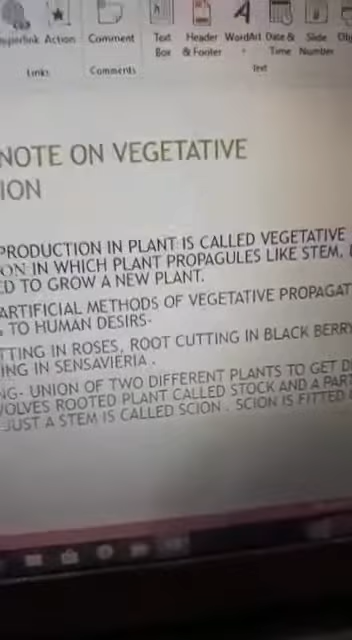 Action Comment Text Header WordArt Date & Slide
Box & Footer Time Number
Links Comments Text
NOTE ON VEGETATIVE
ION
PRODUCTION IN PLANT IS CALLED VEGETATIVE
ON IN WHICH PLANT PROPAGULES LIKE STEM,
ED TO GROW A NEW PLANT.
ARTIFICIAL METHODS OF VEGETATIVE PROPAGAT
TO HUMAN DESIRS-
TTING IN ROSES, ROOT CUTTING IN BLACK BERRY
ING IN SENSAVIERIA .
NG- UNION OF TWO DIFFERENT PLANTS TO GET D
VOLVES ROOTED PLANT CALLED STOCK AND A PART
JUST A STEM IS CALLED SCION . SCION IS FITTED